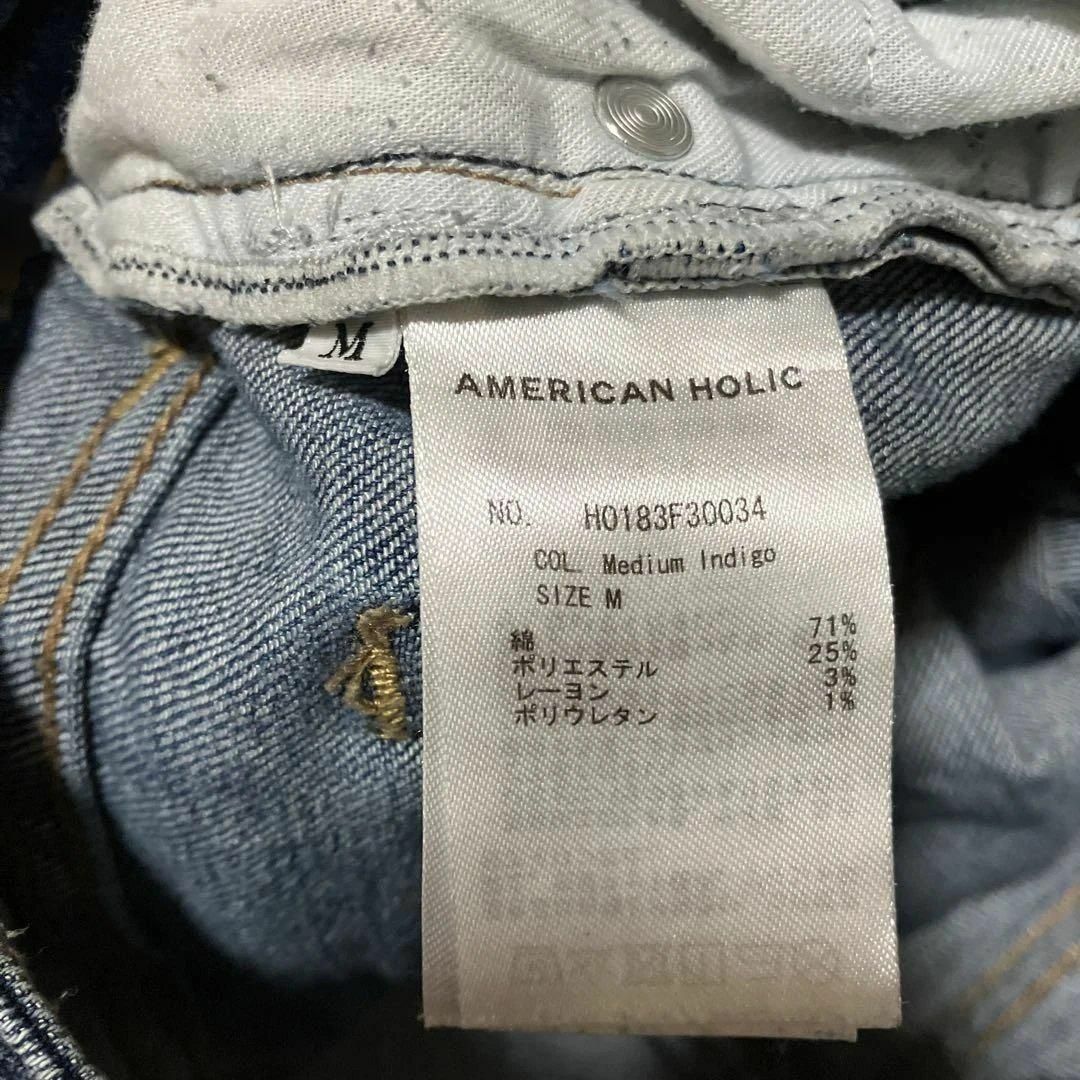 M
AMERICAN HOLIC
NO. H0183F30034
COL. Medium Indigo
SIZE M
綿 71%
ポリエステル 25%
レーヨン 3%
ポリウレタン 1%